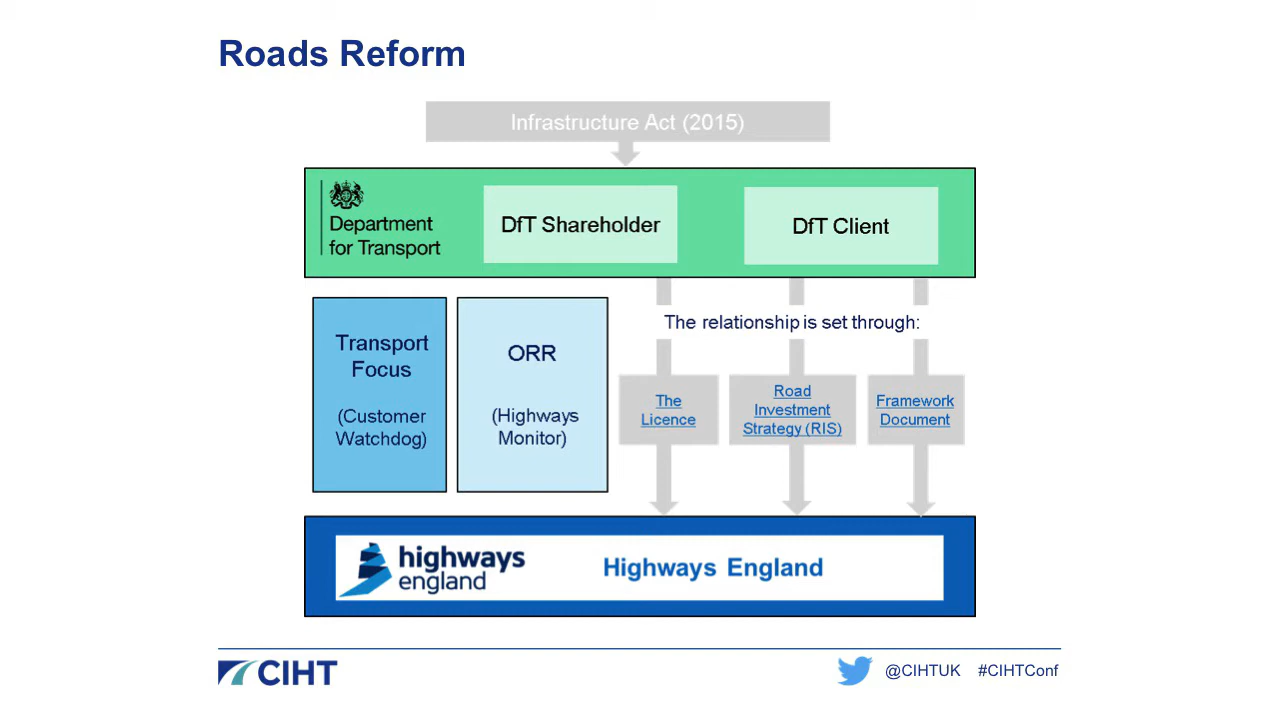 Roads Reform
Infrastructure Act (2015)
Department
for Transport
DfT Shareholder
DfT Client
The relationship is set through:
Transport
Focus
(Customer
Watchdog)
ORR
(Highways
Monitor)
The
Licence
Road
Investment
Strategy (RIS)
Framework
Document
highways
england
Highways England
CIHT
@CIHTUK #CIHTConf